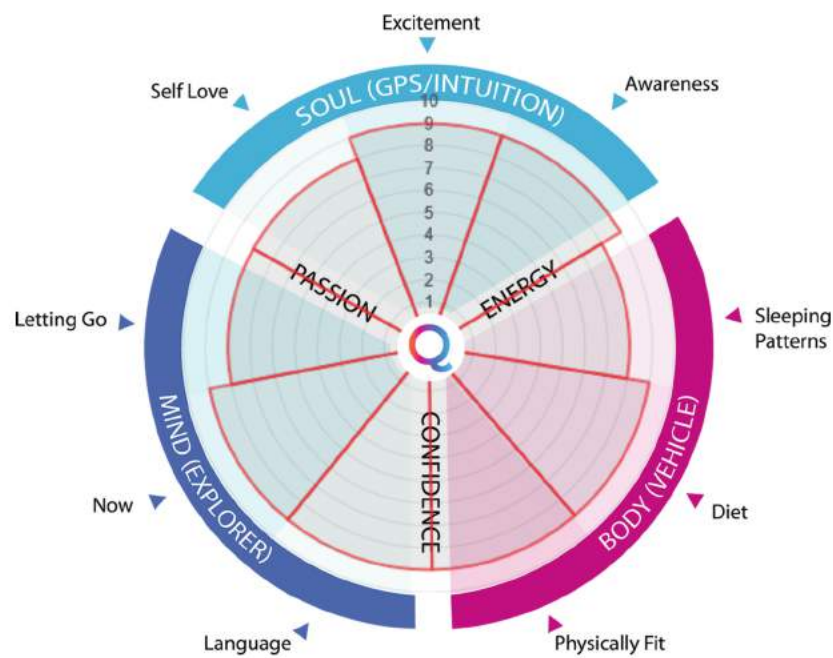 Excitement
Self Love
Awareness
SOUL (GPS/INTUITION)
10
9
8
7
6
5
4
3
2
1
PASSION
ENERGY
Letting Go
Sleeping
Patterns
Q
CONFIDENCE
MIND (EXPLORER)
BODY (VEHICLE)
Now
Diet
Language
Physically Fit